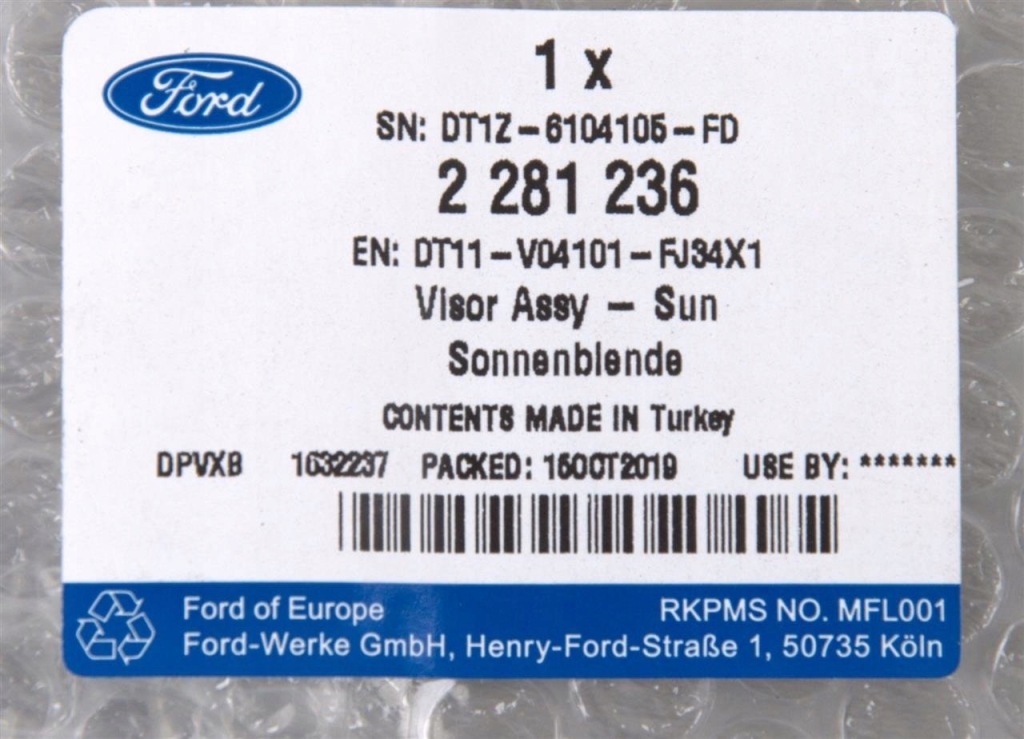 Ford
1 x
SN: DT1Z-6104105-FD
2 281 236
EN: DT11-V04101-FJ34X1
Visor Assy - Sun
Sonnenblende
CONTENTS MADE IN Turkey
DPVXB 1632237 PACKED: 15OCT2019 USE BY: *******
Ford of Europe RKPMS NO. MFL001
Ford-Werke GmbH, Henry-Ford-Straße 1, 50735 Köln